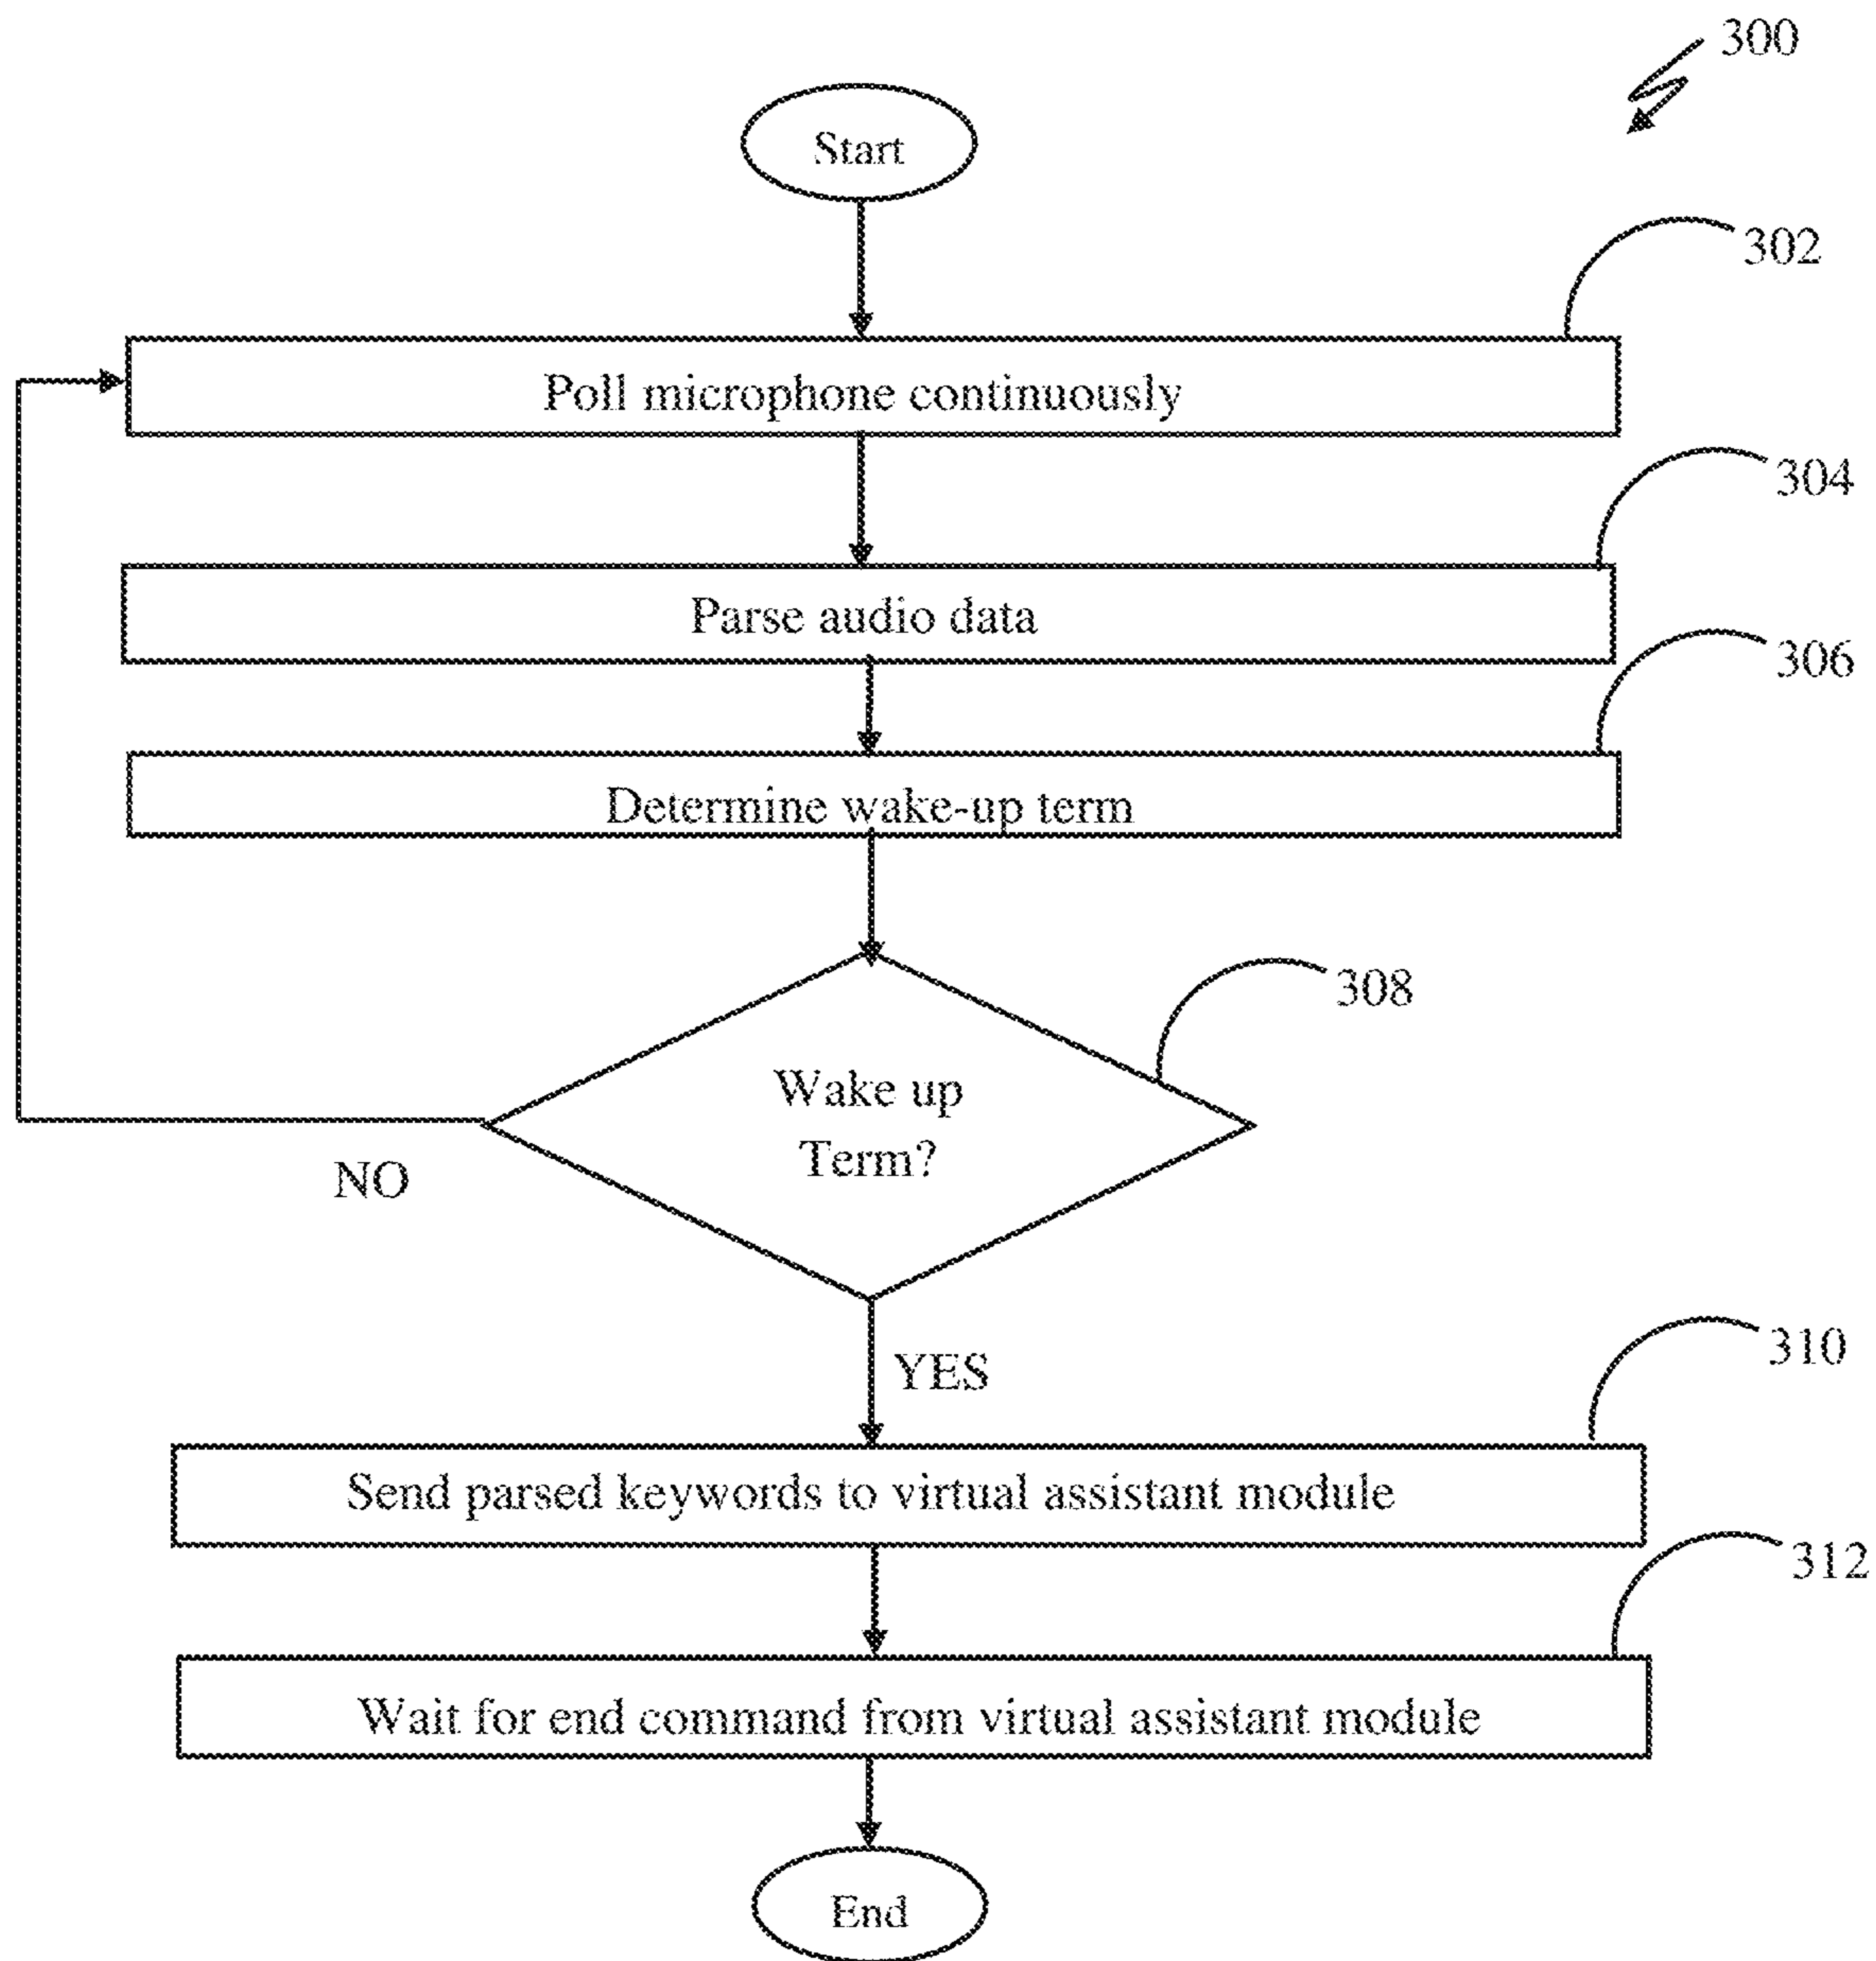 300
Start
302
Poll microphone continuously
304
Parse audio data
306
Determine wake-up term
308
Wake up
Term?
NO
YES
310
Send parsed keywords to virtual assistant module
312
Wait for end command from virtual assistant module
End